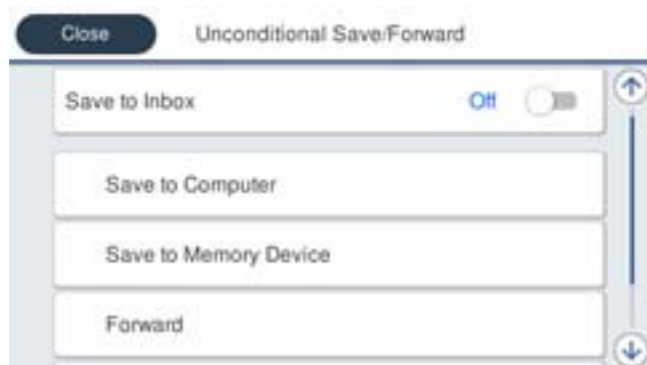 Close
Unconditional Save/Forward
Save to Inbox
Off
Save to Computer
Save to Memory Device
Forward